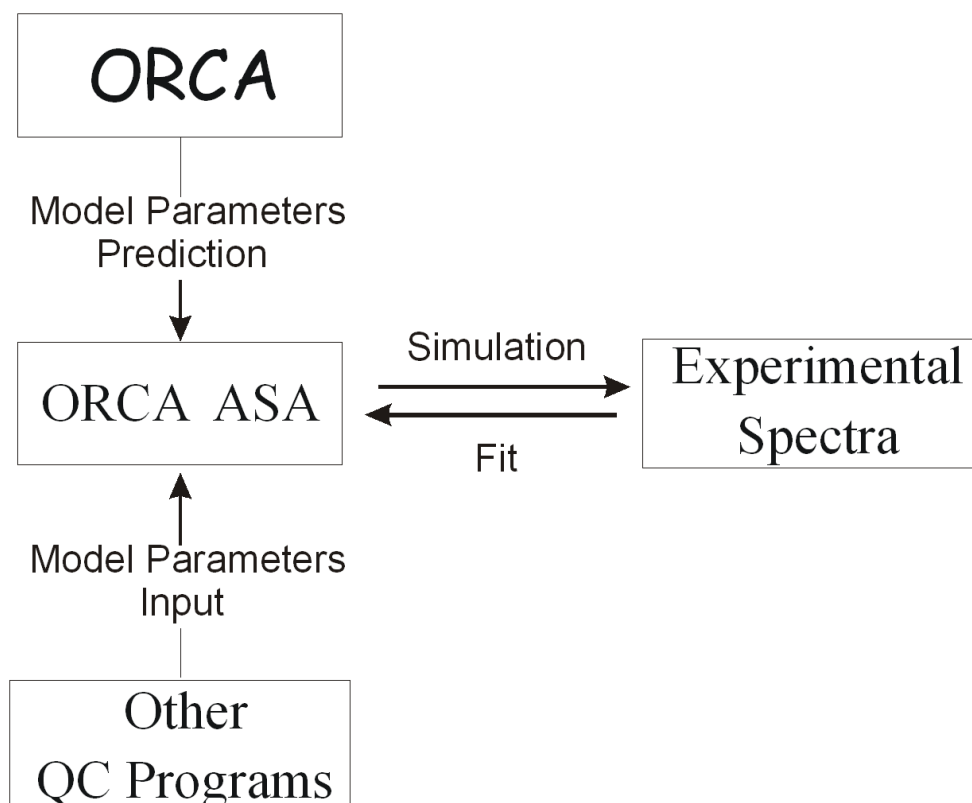 ORCA
Model Parameters
Prediction
ORCA ASA
Simulation
Fit
Experimental
Spectra
Model Parameters
Input
Other
QC Programs